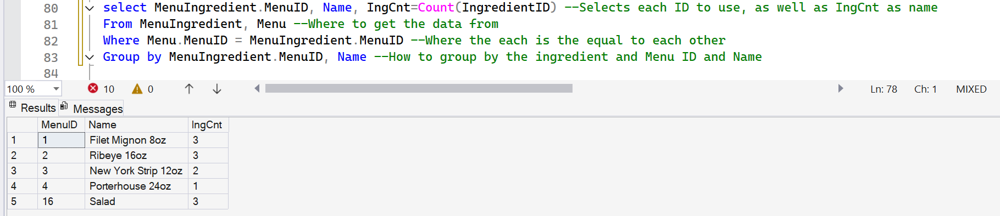 80 select MenuIngredient.MenuID, Name, IngCnt=Count(IngredientID) --Selects each ID to use, as well as IngCnt as name
81 From MenuIngredient, Menu --Where to get the data from
82 Where Menu.MenuID = MenuIngredient.MenuID --Where the each is the equal to each other
83 Group by MenuIngredient.MenuID, Name --How to group by the ingredient and Menu ID and Name
84
100 % 10 0 Ln: 78 Ch: 1 MIXED
Results Messages
MenuID Name IngCnt
1 1 Filet Mignon 8oz 3
2 2 Ribeye 16oz 3
3 3 New York Strip 12oz 2
4 4 Porterhouse 24oz 1
5 16 Salad 3